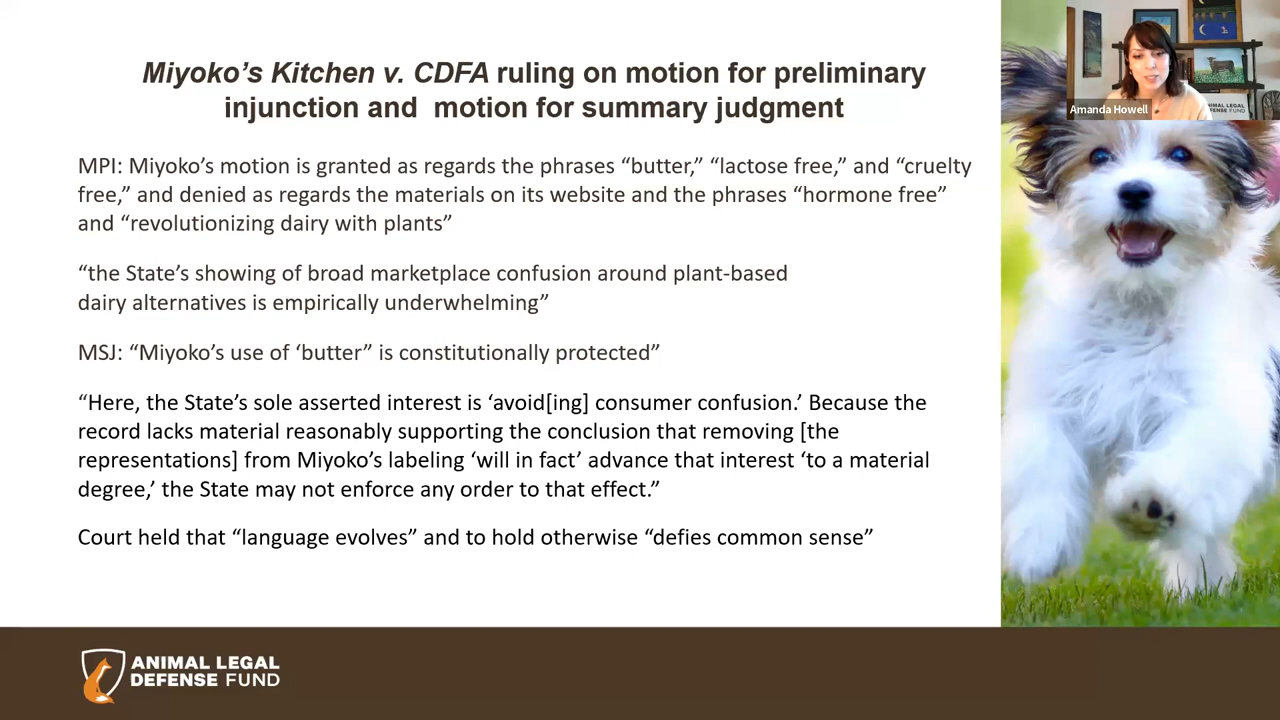 Miyoko’s Kitchen v. CDFA ruling on motion for preliminary
injunction and  motion for summary judgment
MPI: Miyoko’s motion is granted as regards the phrases “butter,” “lactose free,” and “cruelty
free,” and denied as regards the materials on its website and the phrases “hormone free”
and “revolutionizing dairy with plants”
“the State’s showing of broad marketplace confusion around plant-based
dairy alternatives is empirically underwhelming”
MSJ: “Miyoko’s use of ‘butter” is constitutionally protected”
“Here, the State’s sole asserted interest is ‘avoid[ing] consumer confusion.’ Because the
record lacks material reasonably supporting the conclusion that removing [the
representations] from Miyoko’s labeling ‘will in fact’ advance that interest ‘to a material
degree,’ the State may not enforce any order to that effect.”
Court held that “language evolves” and to hold otherwise “defies common sense”
Amanda Howell
ANIMAL LEGAL
DEFENSE FUND
ANIMAL LEGAL
DEFENSE FUND